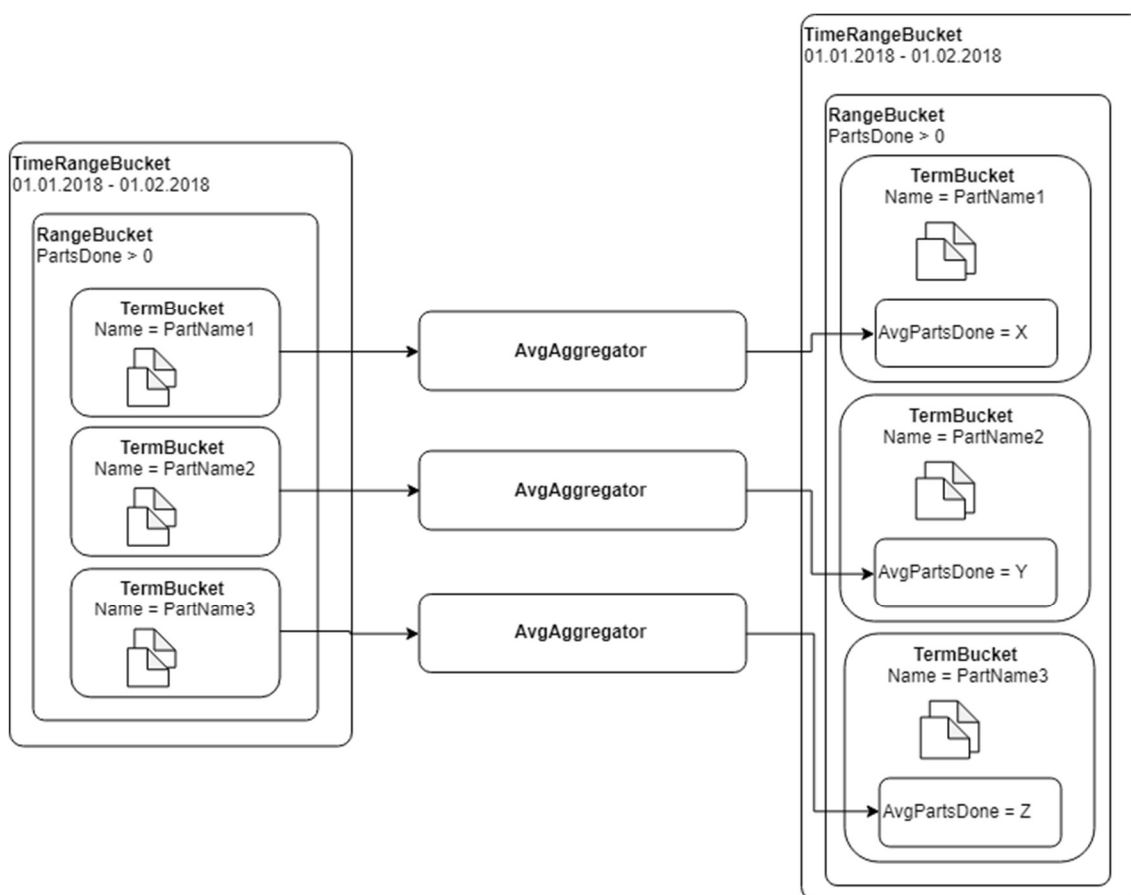 TimeRangeBucket
01.01.2018 - 01.02.2018
RangeBucket
PartsDone > 0
TermBucket
Name = PartName1
TermBucket
Name = PartName2
TermBucket
Name = PartName3
AvgAggregator
AvgAggregator
AvgAggregator
TimeRangeBucket
01.01.2018 - 01.02.2018
RangeBucket
PartsDone > 0
TermBucket
Name = PartName1
AvgPartsDone = X
TermBucket
Name = PartName2
AvgPartsDone = Y
TermBucket
Name = PartName3
AvgPartsDone = Z